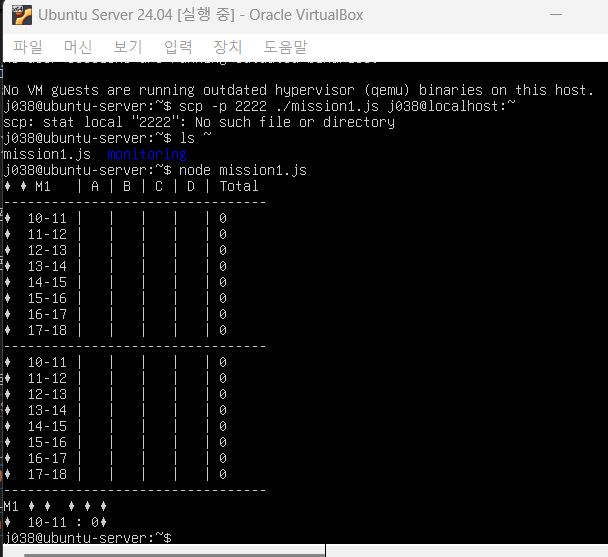 Ubuntu Server 24.04 [실행 중] - Oracle VirtualBox
파일 머신 보기 입력 장치 도움말
No VM guests are running outdated hypervisor (qemu) binaries on this host.
j038@ubuntu-server:~$ scp -p 2222 ./mission1.js j038@localhost:~
scp: stat local "2222": No such file or directory
j038@ubuntu-server:~$ ls ~
mission1.js monitoring
j038@ubuntu-server:~$ node mission1.js
♦ ♦ M1 | A | B | C | D | Total
---------------------------------
♦ 10-11 | | | | | 0
♦ 11-12 | | | | | 0
♦ 12-13 | | | | | 0
♦ 13-14 | | | | | 0
♦ 14-15 | | | | | 0
♦ 15-16 | | | | | 0
♦ 16-17 | | | | | 0
♦ 17-18 | | | | | 0
---------------------------------
♦ 10-11 | | | | | 0
♦ 11-12 | | | | | 0
♦ 12-13 | | | | | 0
♦ 13-14 | | | | | 0
♦ 14-15 | | | | | 0
♦ 15-16 | | | | | 0
♦ 16-17 | | | | | 0
♦ 17-18 | | | | | 0
---------------------------------
M1 ♦ ♦ ♦ ♦ ♦
♦ 10-11 : 0♦
j038@ubuntu-server:~$